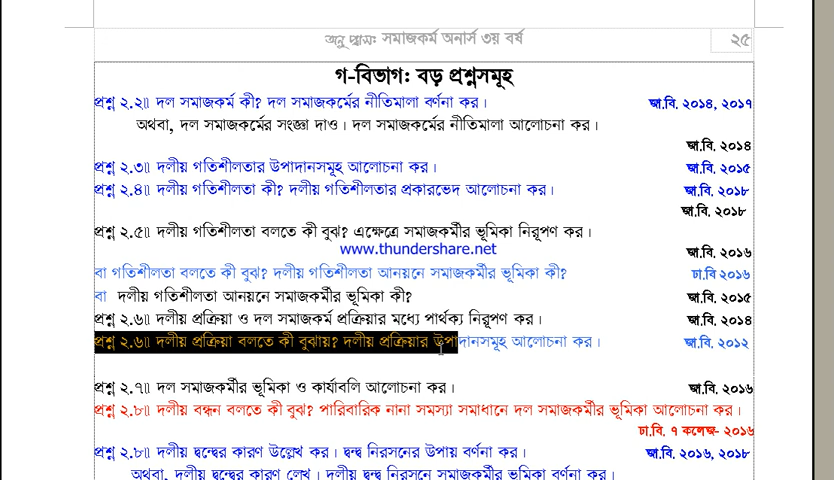 অনু প্রাসঃ সমাজকর্ম অনার্স ৩য় বর্ষ ২৫
গ-বিভাগ: বড় প্রশ্নসমূহ
প্রশ্ন ২.২॥ দল সমাজকর্ম কী? দল সমাজকর্মের নীতিমালা বর্ণনা কর। জা.বি. ২০১৪, ২০১৭
অথবা, দল সমাজকর্মের সংজ্ঞা দাও। দল সমাজকর্মের নীতিমালা আলোচনা কর।
জা.বি. ২০১৪
প্রশ্ন ২.৩॥ দলীয় গতিশীলতার উপাদানসমূহ আলোচনা কর। জা.বি. ২০১৫
প্রশ্ন ২.৪॥ দলীয় গতিশীলতা কী? দলীয় গতিশীলতার প্রকারভেদ আলোচনা কর। জা.বি. ২০১৮
জা.বি. ২০১৮
প্রশ্ন ২.৫॥ দলীয় গতিশীলতা বলতে কী বুঝ? এক্ষেত্রে সমাজকর্মীর ভূমিকা নিরূপণ কর।
www.thundershare.net
জা.বি. ২০১৬
বা গতিশীলতা বলতে কী বুঝ? দলীয় গতিশীলতা আনয়নে সমাজকর্মীর ভূমিকা কী? ঢা.বি ২০১৬
বা দলীয় গতিশীলতা আনয়নে সমাজকর্মীর ভূমিকা কী? জা.বি. ২০১৫
প্রশ্ন ২.৬॥ দলীয় প্রক্রিয়া ও দল সমাজকর্ম প্রক্রিয়ার মধ্যে পার্থক্য নিরূপণ কর। জা.বি. ২০১৪
প্রশ্ন ২.৬॥ দলীয় প্রক্রিয়া বলতে কী বুঝায়? দলীয় প্রক্রিয়ার উপাদানসমূহ আলোচনা কর। জা.বি. ২০১২
প্রশ্ন ২.৭॥ দল সমাজকর্মীর ভূমিকা ও কার্যাবলি আলোচনা কর। জা.বি. ২০১৬
প্রশ্ন ২.৮॥ দলীয় বন্ধন বলতে কী বুঝ? পারিবারিক নানা সমস্যা সমাধানে দল সমাজকর্মীর ভূমিকা আলোচনা কর।
ঢা.বি. ৭ কলেজ- ২০১৬
প্রশ্ন ২.৮॥ দলীয় দ্বন্দ্বের কারণ উল্লেখ কর। দ্বন্দ্ব নিরসনের উপায় বর্ণনা কর। জা.বি. ২০১৬, ২০১৮
অথবা, দলীয় দ্বন্দ্বের কারণ লেখ। দলীয় দ্বন্দ্ব নিরসনে সমাজকর্মীর ভূমিকা বর্ণনা কর।